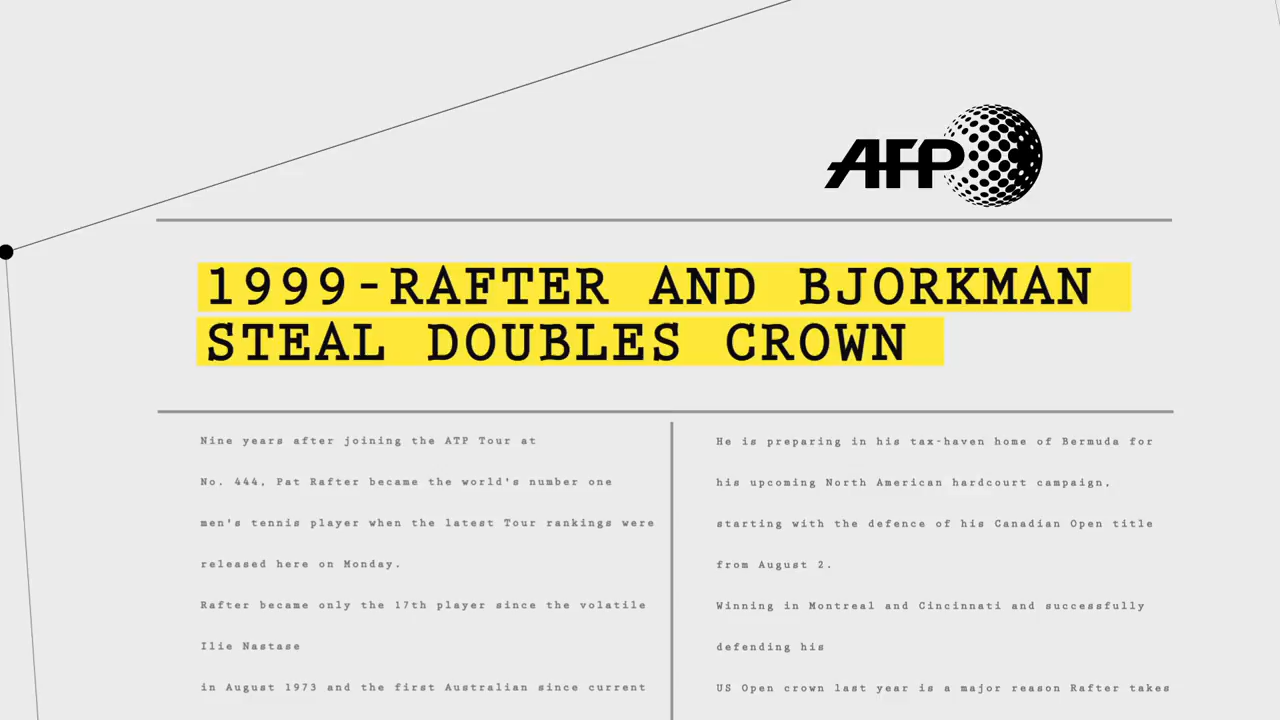 AFP
1999-RAFTER AND BJORKMAN
STEAL DOUBLES CROWN
Nine years after joining the ATP Tour at
No. 444, Pat Rafter became the world's number one
men's tennis player when the latest Tour rankings were
released here on Monday.
Rafter became only the 17th player since the volatile
Ilie Nastase
in August 1973 and the first Australian since current
He is preparing in his tax-haven home of Bermuda for
his upcoming North American hardcourt campaign,
starting with the defence of his Canadian Open title
from August 2.
Winning in Montreal and Cincinnati and successfully
defending his
US Open crown last year is a major reason Rafter takes